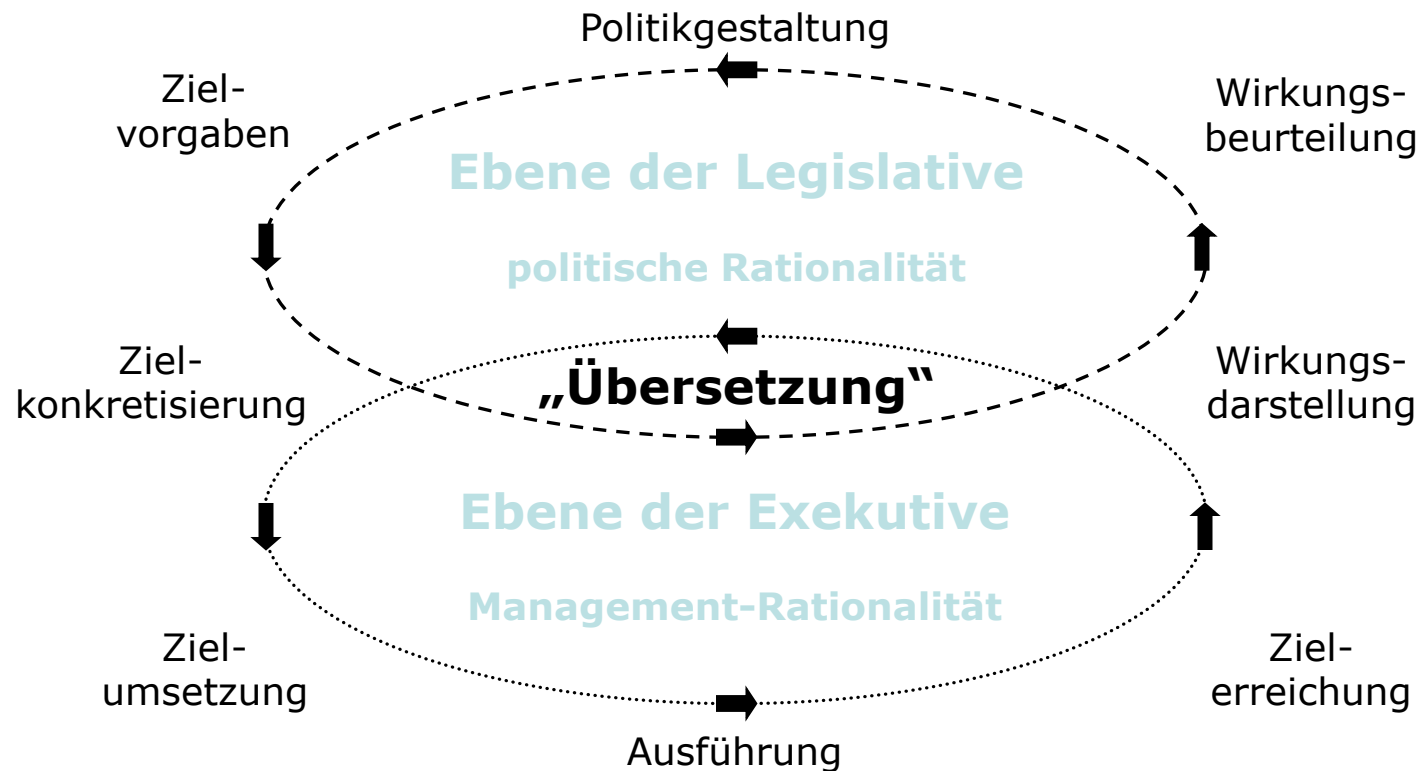 Politikgestaltung
Ziel-
vorgaben
Wirkungs-
beurteilung
Ebene der Legislative
politische Rationalität
Ziel-
konkretisierung
„Übersetzung“
Wirkungs-
darstellung
Ebene der Exekutive
Management-Rationalität
Ziel-
umsetzung
Ziel-
erreichung
Ausführung